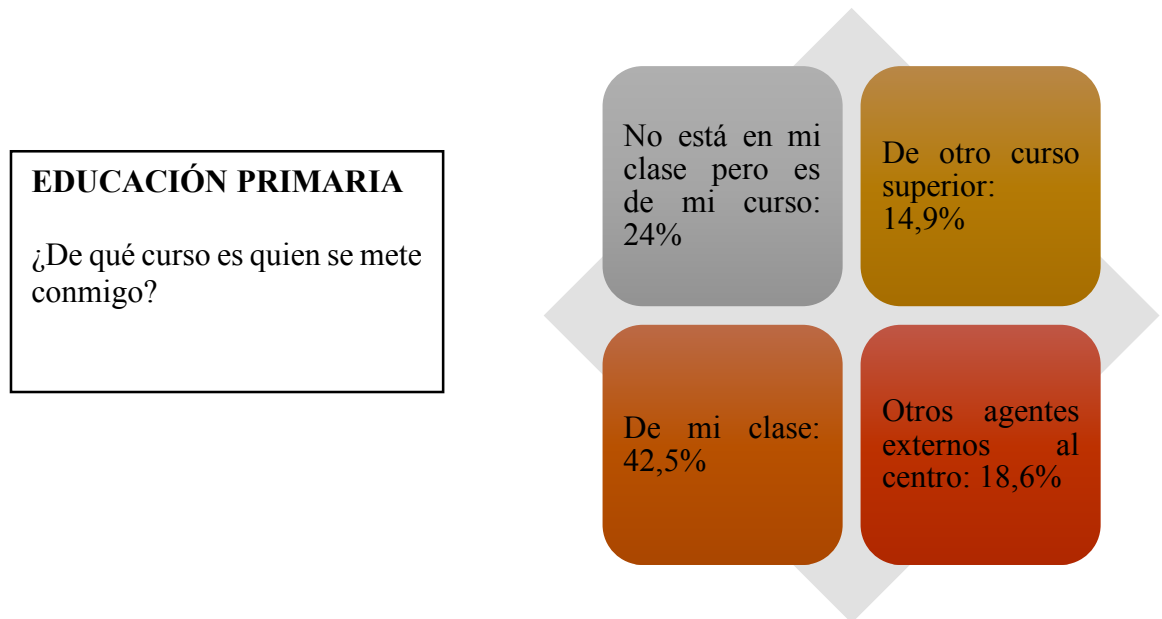 EDUCACIÓN PRIMARIA
¿De qué curso es quien se mete
conmigo?
No está en mi
clase pero es
de mi curso:
24%
De otro curso
superior:
14,9%
De mi clase:
42,5%
Otros agentes
externos al
centro: 18,6%